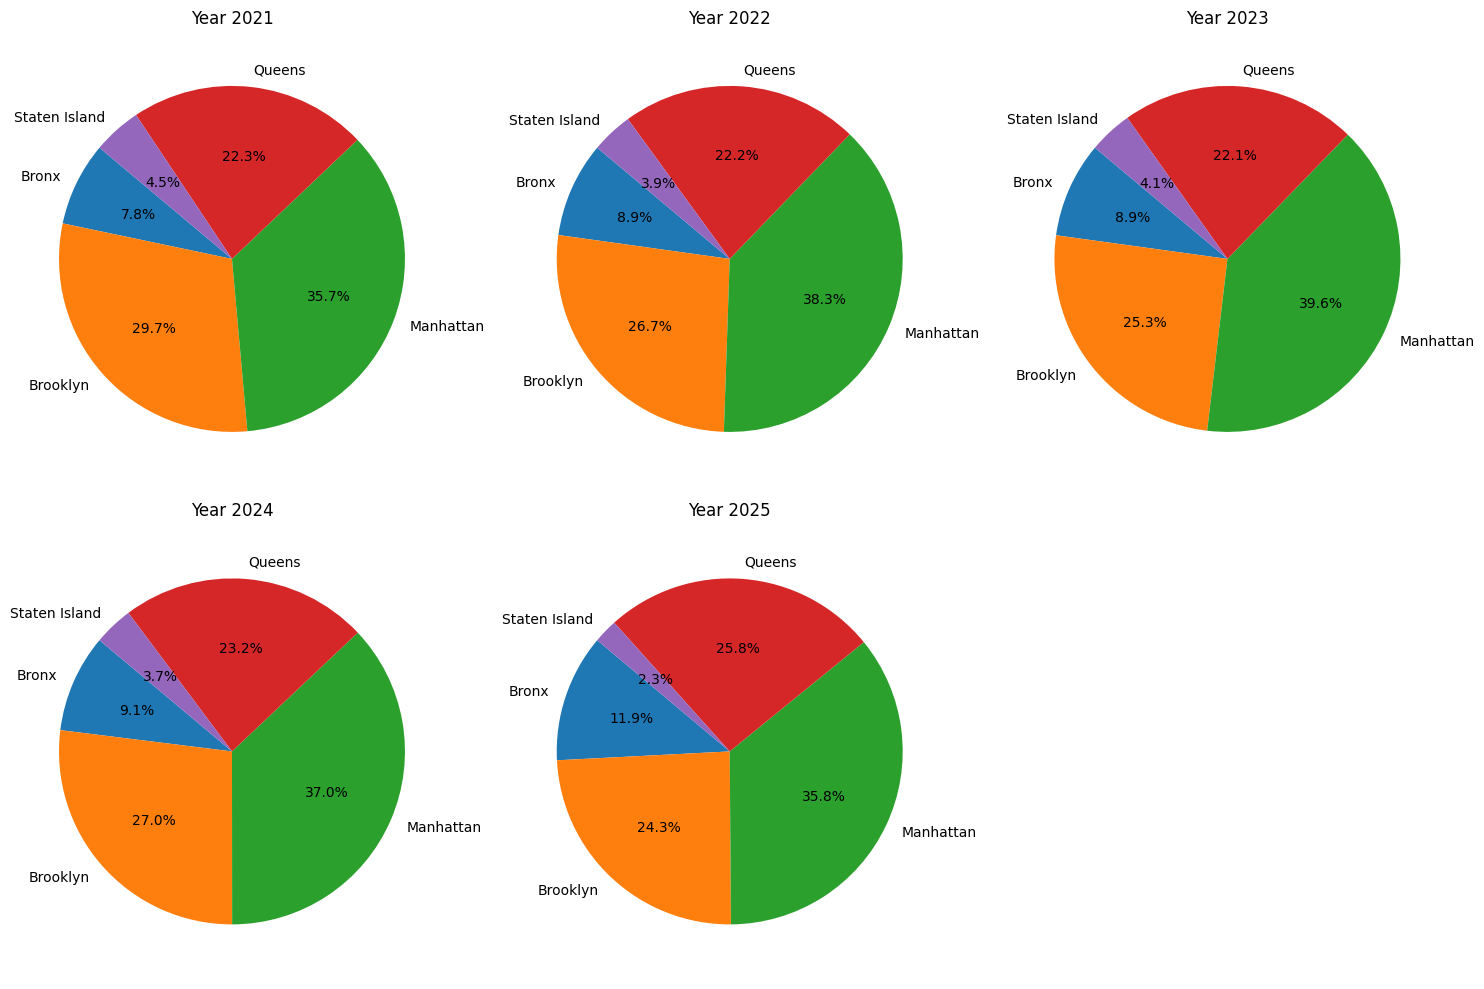 Year 2021
Queens
Staten Island
Bronx
Brooklyn
Manhattan
22.3%
4.5%
7.8%
29.7%
35.7%
Year 2022
Queens
Staten Island
Bronx
Brooklyn
Manhattan
22.2%
3.9%
8.9%
26.7%
38.3%
Year 2023
Queens
Staten Island
Bronx
Brooklyn
Manhattan
22.1%
4.1%
8.9%
25.3%
39.6%
Year 2024
Queens
Staten Island
Bronx
Brooklyn
Manhattan
23.2%
3.7%
9.1%
27.0%
37.0%
Year 2025
Queens
Staten Island
Bronx
Brooklyn
Manhattan
25.8%
2.3%
11.9%
24.3%
35.8%